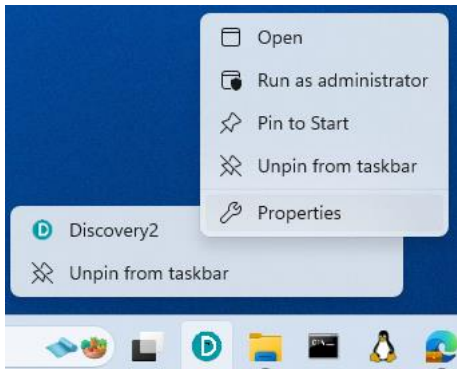 Open
Run as administrator
Pin to Start
Unpin from taskbar
Properties
Discovery2
Unpin from taskbar